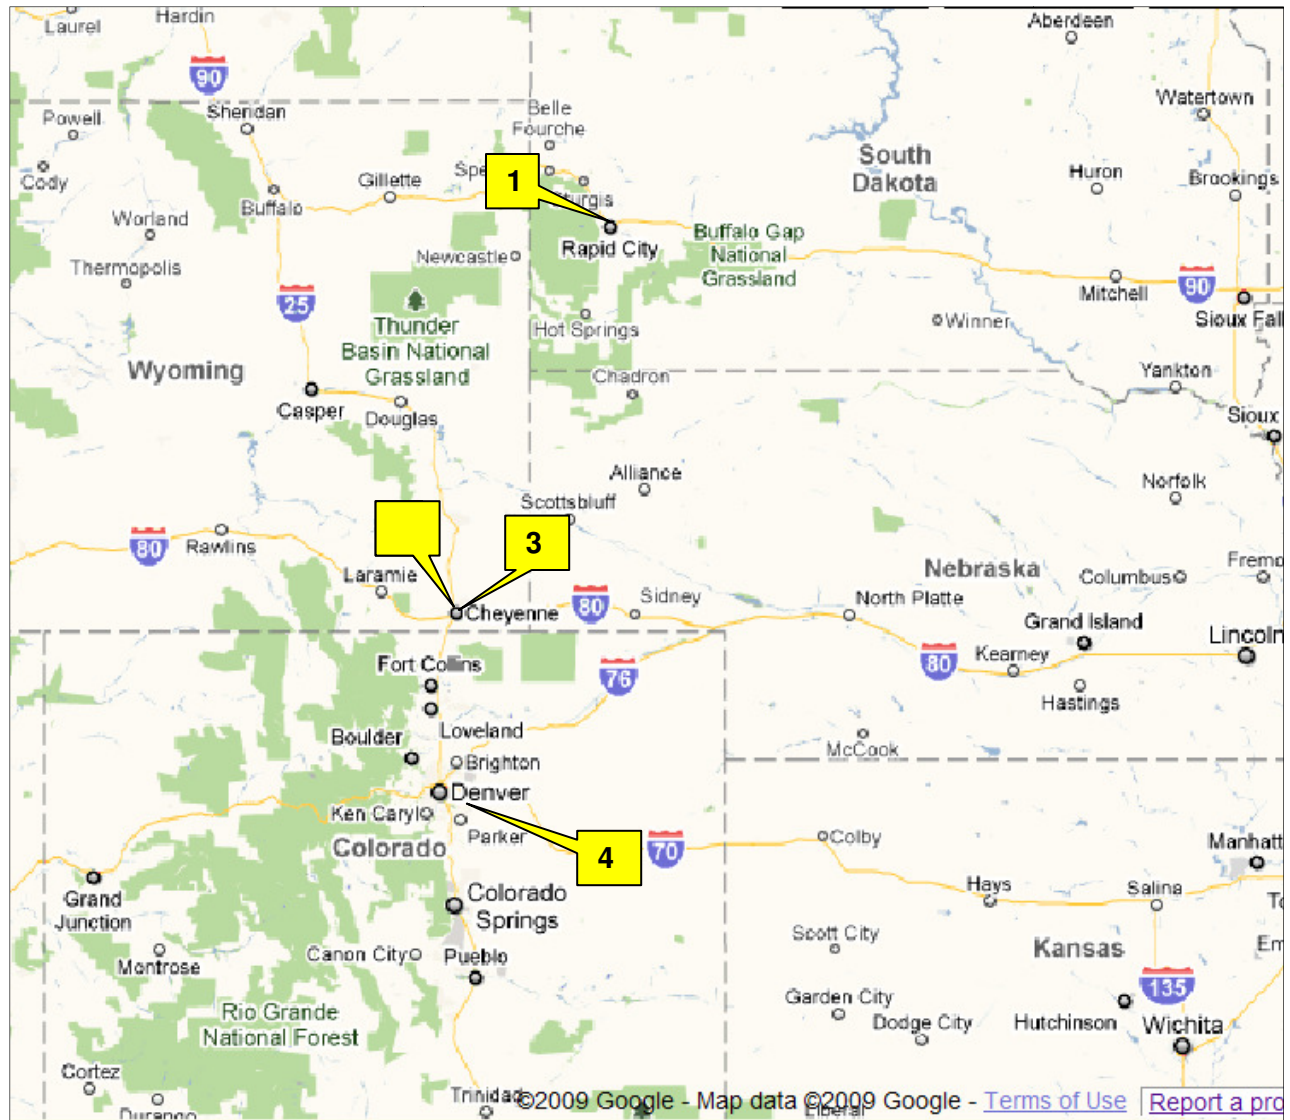 Laurel
Hardin
Aberdeen
90
Powell
Sheridan
Belle
Fourche
Watertown
Cody
Gillette
Spe
1
Sturgis
South
Dakota
Huron
Brookings
Buffalo
Worland
Rapid City
Buffalo Gap
National
Grassland
Newcastle
Thermopolis
25
Mitchell
90
Sioux Fall
Hot Springs
Winner
Thunder
Basin National
Grassland
Wyoming
Chadron
Yankton
Casper
Douglas
Sioux
Alliance
Norfolk
Scottsbluff
3
80
Rawlins
Laramie
Nebraska
Columbus
Fremo
Cheyenne
80
Sidney
North Platte
Grand Island
Lincoln
Kearney
80
Fort Collins
76
Hastings
Loveland
Boulder
McCook
Brighton
Denver
Ken Caryl
Parker
Colorado
4
70
Colby
Manhatt
Grand
Junction
Colorado
Springs
Hays
Salina
To
Scott City
Kansas
Em
Montrose
Canon City
Pueblo
135
Garden City
Dodge City
Hutchinson
Wichita
Rio Grande
National Forest
Cortez
Durango
Trinidad
©2009 Google - Map data ©2009 Google - Terms of Use
Report a pro
Liberal